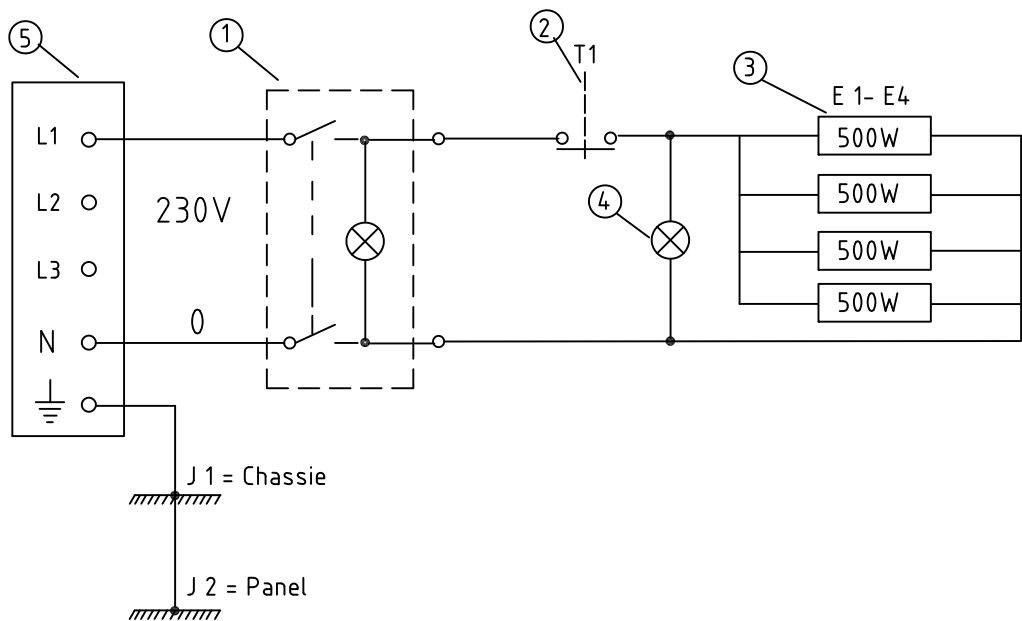 5
1
2
T1
3
E 1- E4
L1
500W
L2
230V
4
500W
L3
500W
500W
N
0
J 1 = Chassie
J 2 = Panel